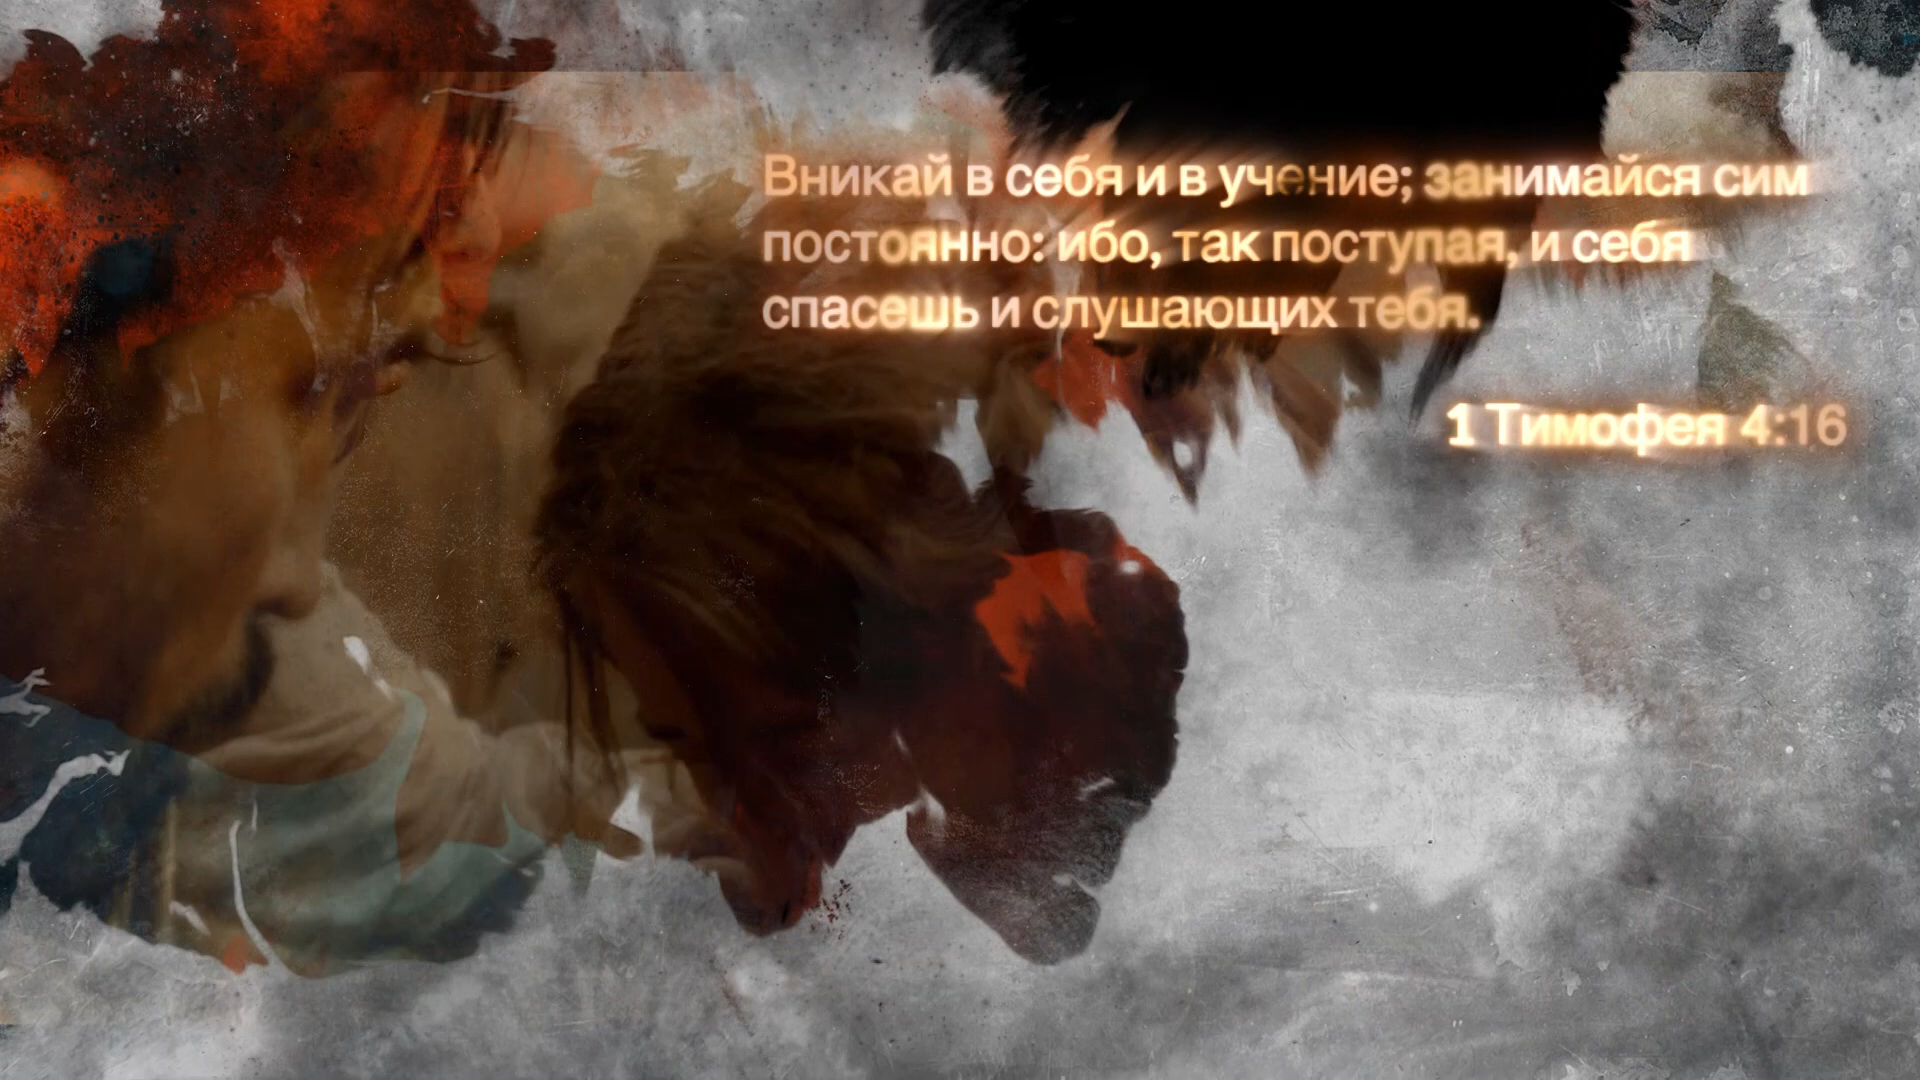 Вникай в себя и в учение; занимайся сим
постоянно: ибо, так поступая, и себя
спасешь и слушающих тебя.
1 Тимофея 4:16